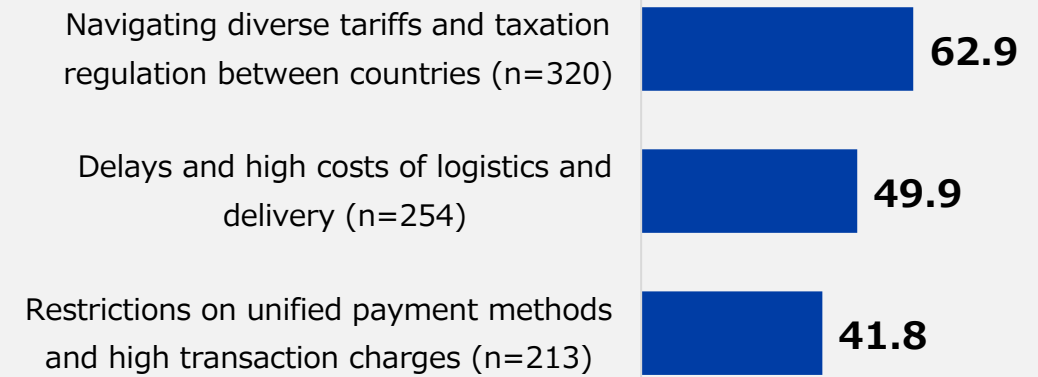 Navigating diverse tariffs and taxation
regulation between countries (n=320)
62.9
Delays and high costs of logistics and
delivery (n=254)
49.9
Restrictions on unified payment methods
and high transaction charges (n=213)
41.8